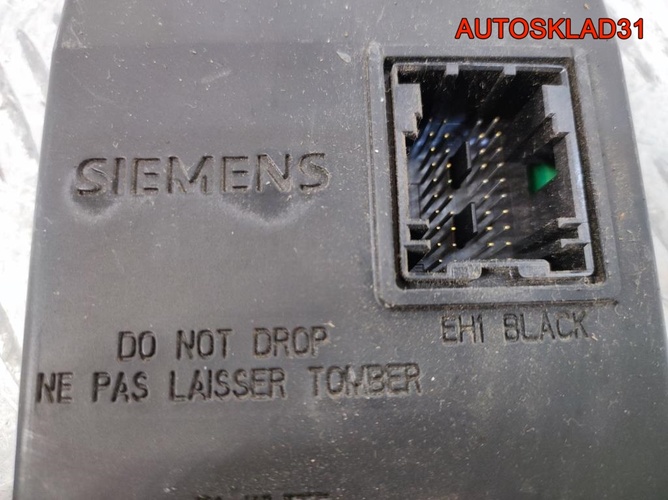 AUTOSKLAD31
SIEMENS
EH1 BLACK
DO NOT DROP
NE PAS LAISSER TOMBER